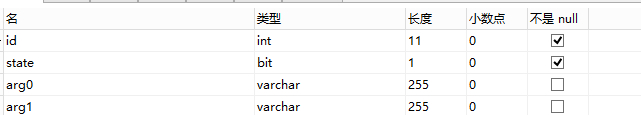 名 类型 长度 小数点 不是 null
id int 11 0
state bit 1 0
arg0 varchar 255 0
arg1 varchar 255 0